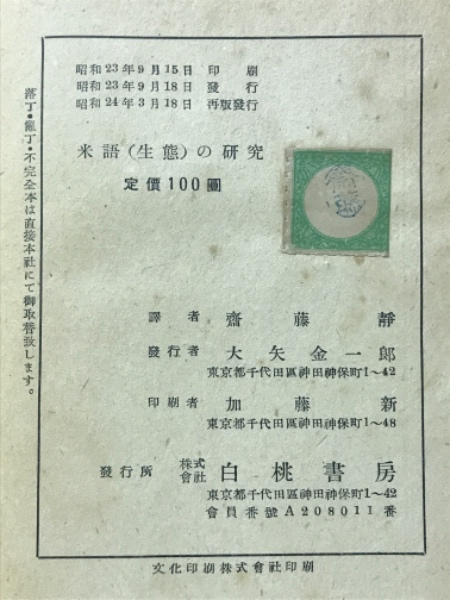 昭和23年9月15日 印刷
昭和23年9月18日 發行
昭和24年3月18日 再版發行
米語(生態)の研究
定價100圓
譯者 齋藤靜
發行者 大矢金一郎
東京都千代田區神田神保町1~42
印刷者 加藤新
東京都千代田區神田神保町1~48
發行所 株式會社 白桃書房
東京都千代田區神田神保町1~42
會員番號A208011番
文化印刷株式會社印刷
落丁・亂丁・不完全本は直接本社にて御取替致します。